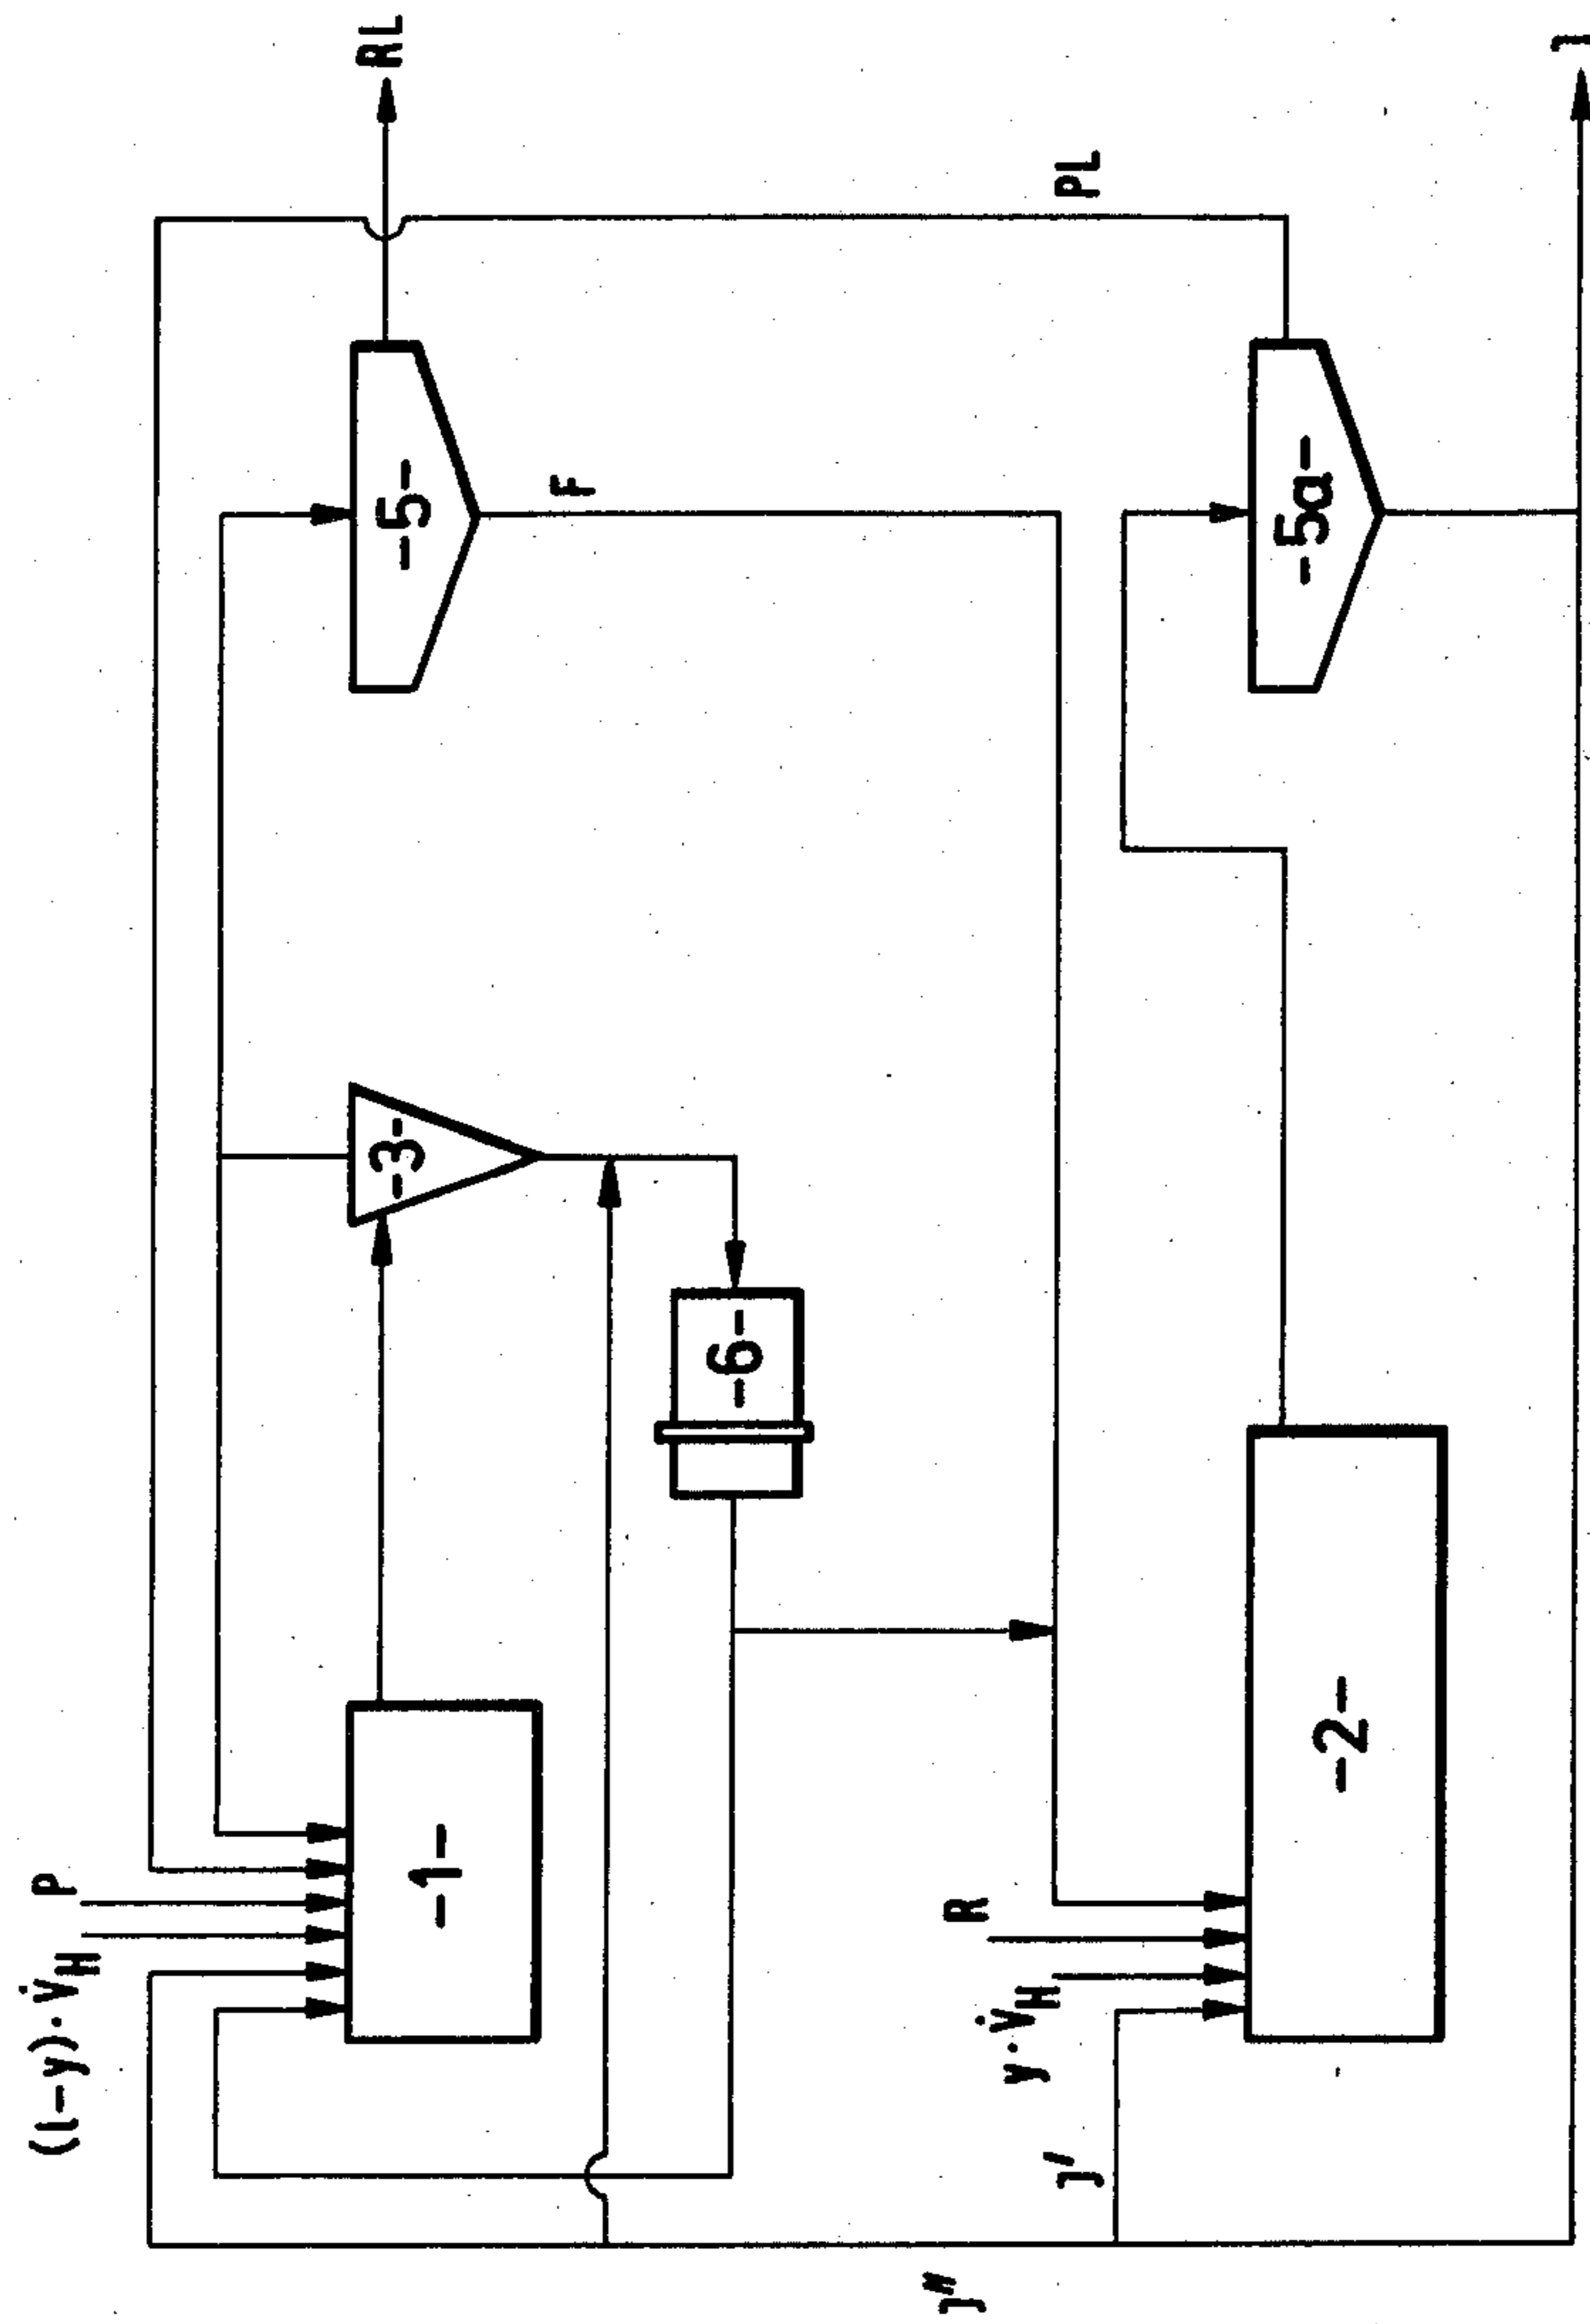 (1-y)·V̇H
P
-1-
-3-
-5-
RL
F
-6-
PL
R
y·V̇H
J'
J"
-2-
-5a-
J